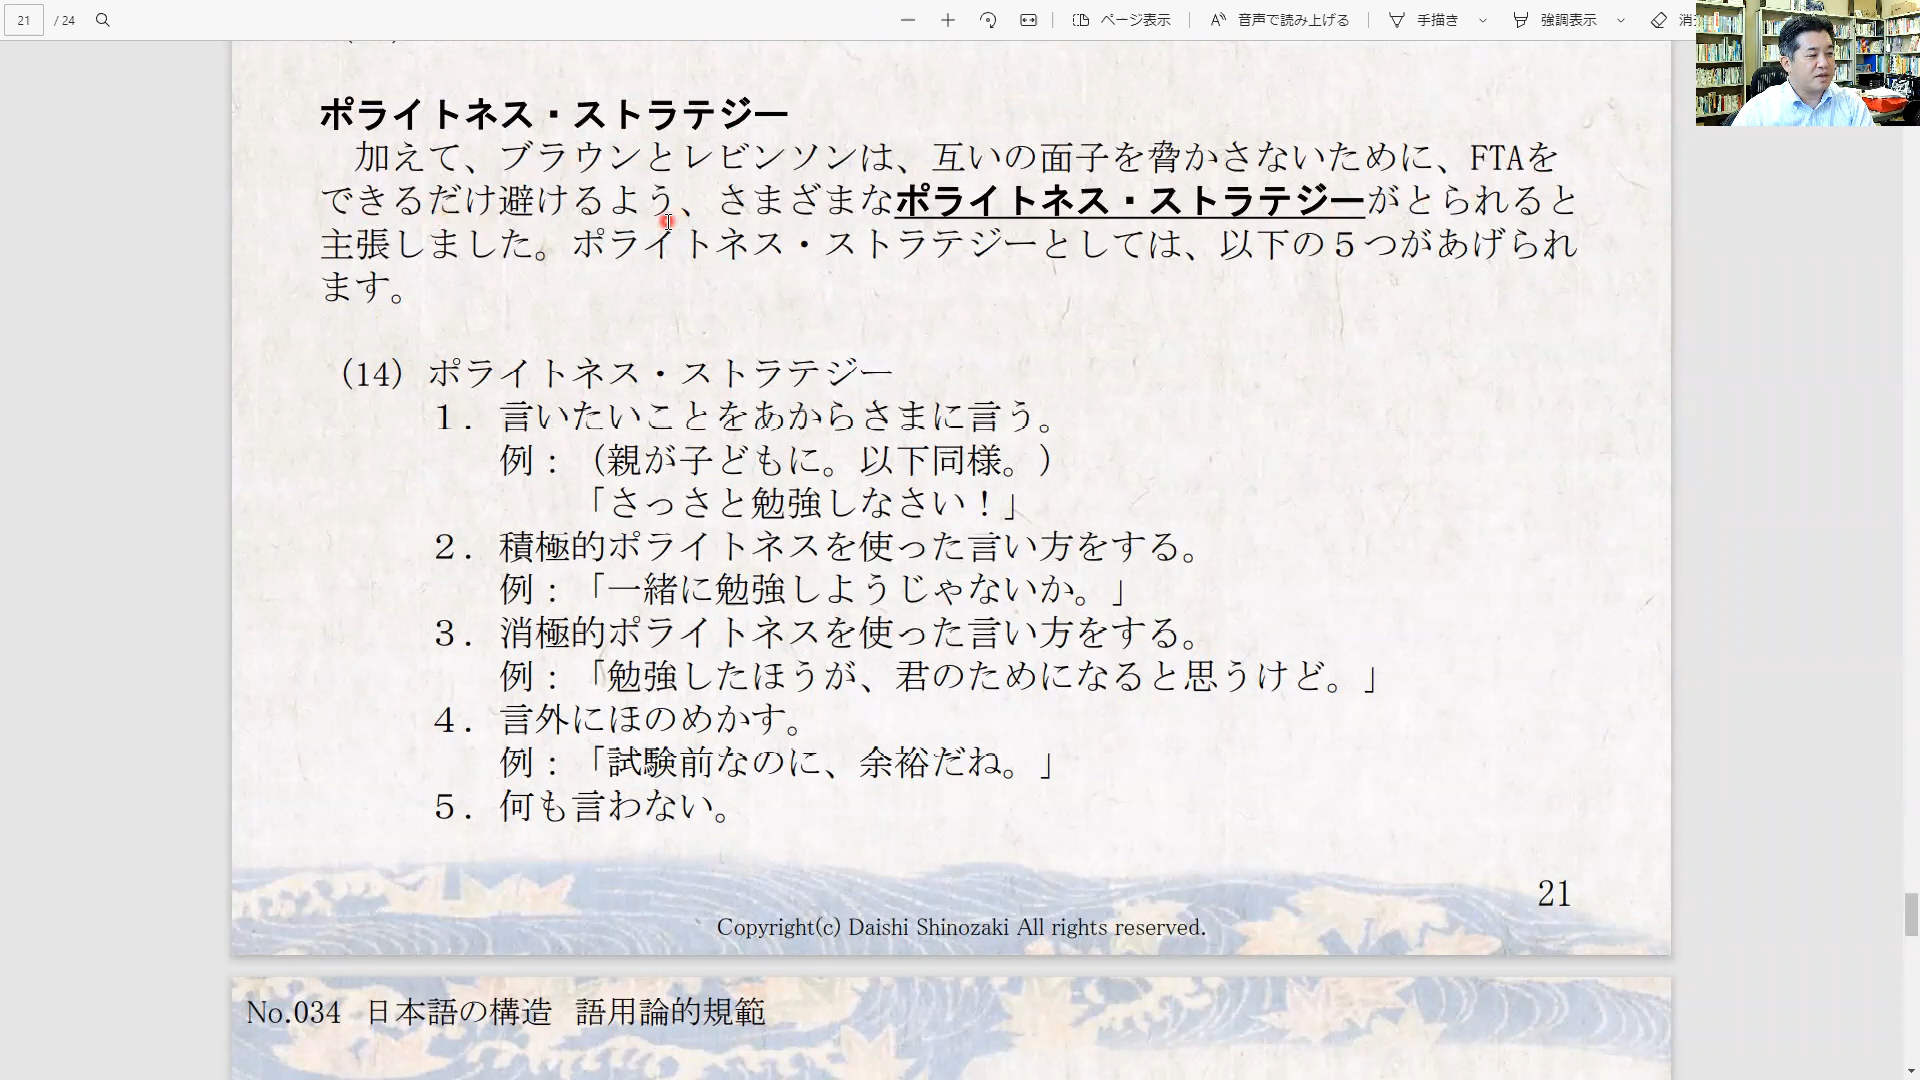 21 / 24 ページ表示 音声で読み上げる 手描き 強調表示
ポライトネス・ストラテジー
加えて、ブラウンとレビンソンは、互いの面子を脅かさないために、FTAを
できるだけ避けるよう、さまざまなポライトネス・ストラテジーがとられると
主張しました。ポライトネス・ストラテジーとしては、以下の５つがあげられ
ます。
（14） ポライトネス・ストラテジー
１．言いたいことをあからさまに言う。
例：（親が子どもに。以下同様。）
「さっさと勉強しなさい！」
２．積極的ポライトネスを使った言い方をする。
例：「一緒に勉強しようじゃないか。」
３．消極的ポライトネスを使った言い方をする。
例：「勉強したほうが、君のためになると思うけど。」
４．言外にほのめかす。
例：「試験前なのに、余裕だね。」
５．何も言わない。
21
Copyright(c) Daishi Shinozaki All rights reserved.
No.034 日本語の構造 語用論的規範